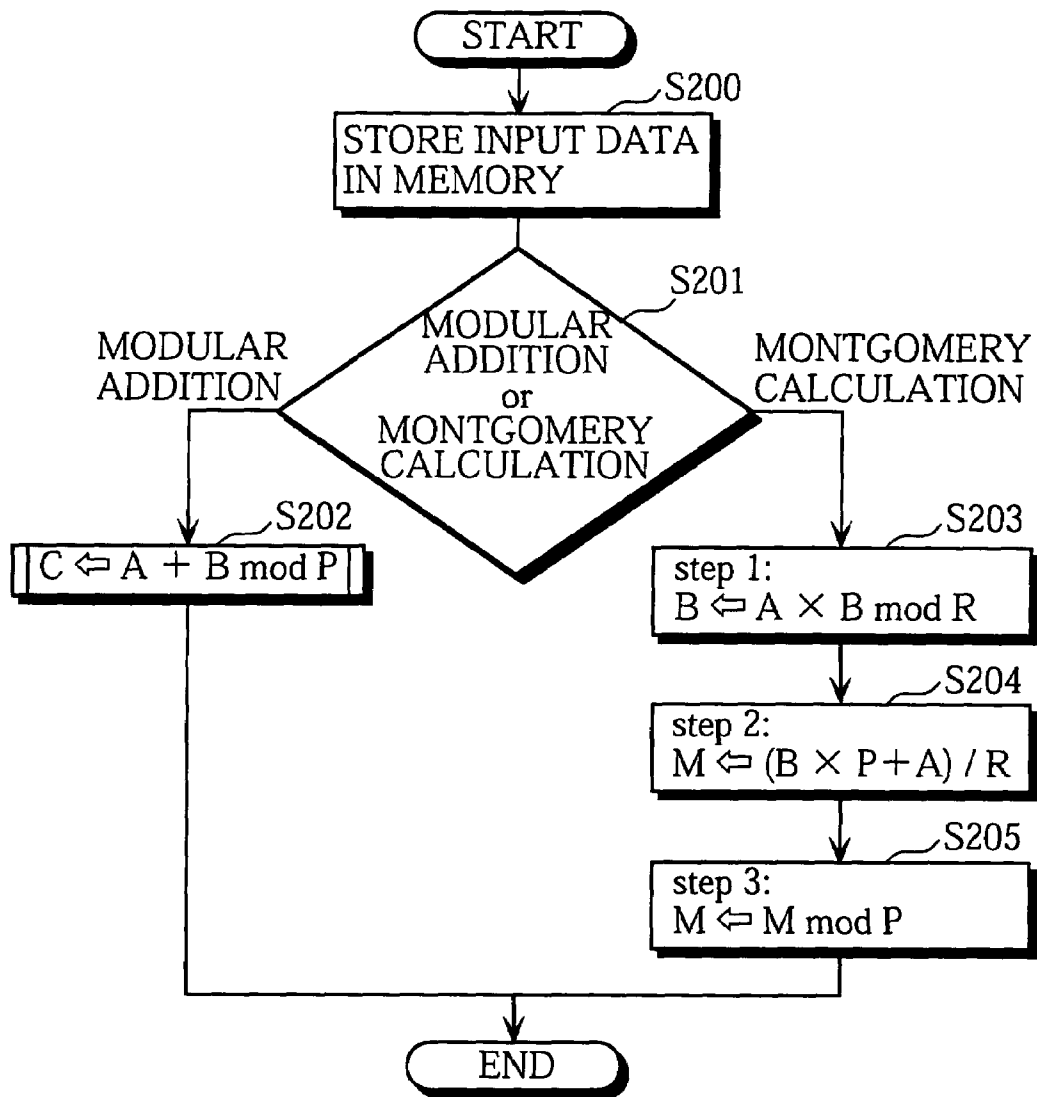 START
S200
STORE INPUT DATA
IN MEMORY
S201
MODULAR
ADDITION
MODULAR
ADDITION
or
MONTGOMERY
CALCULATION
MONTGOMERY
CALCULATION
S202
C ⇦ A + B mod P
S203
step 1:
B ⇦ A × B mod R
S204
step 2:
M ⇦ (B × P+A) / R
S205
step 3:
M ⇦ M mod P
END